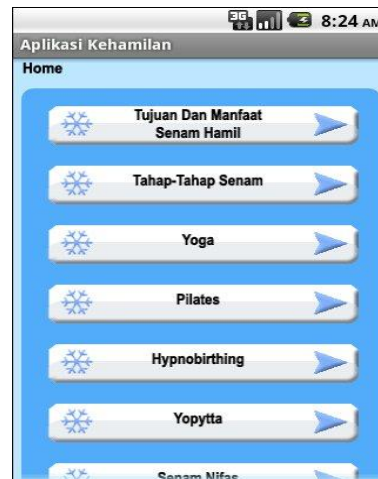 3G 8:24 AM
Aplikasi Kehamilan
Home
Tujuan Dan Manfaat
Senam Hamil
Tahap-Tahap Senam
Yoga
Pilates
Hypnobirthing
Yopytta
Senam Nifas